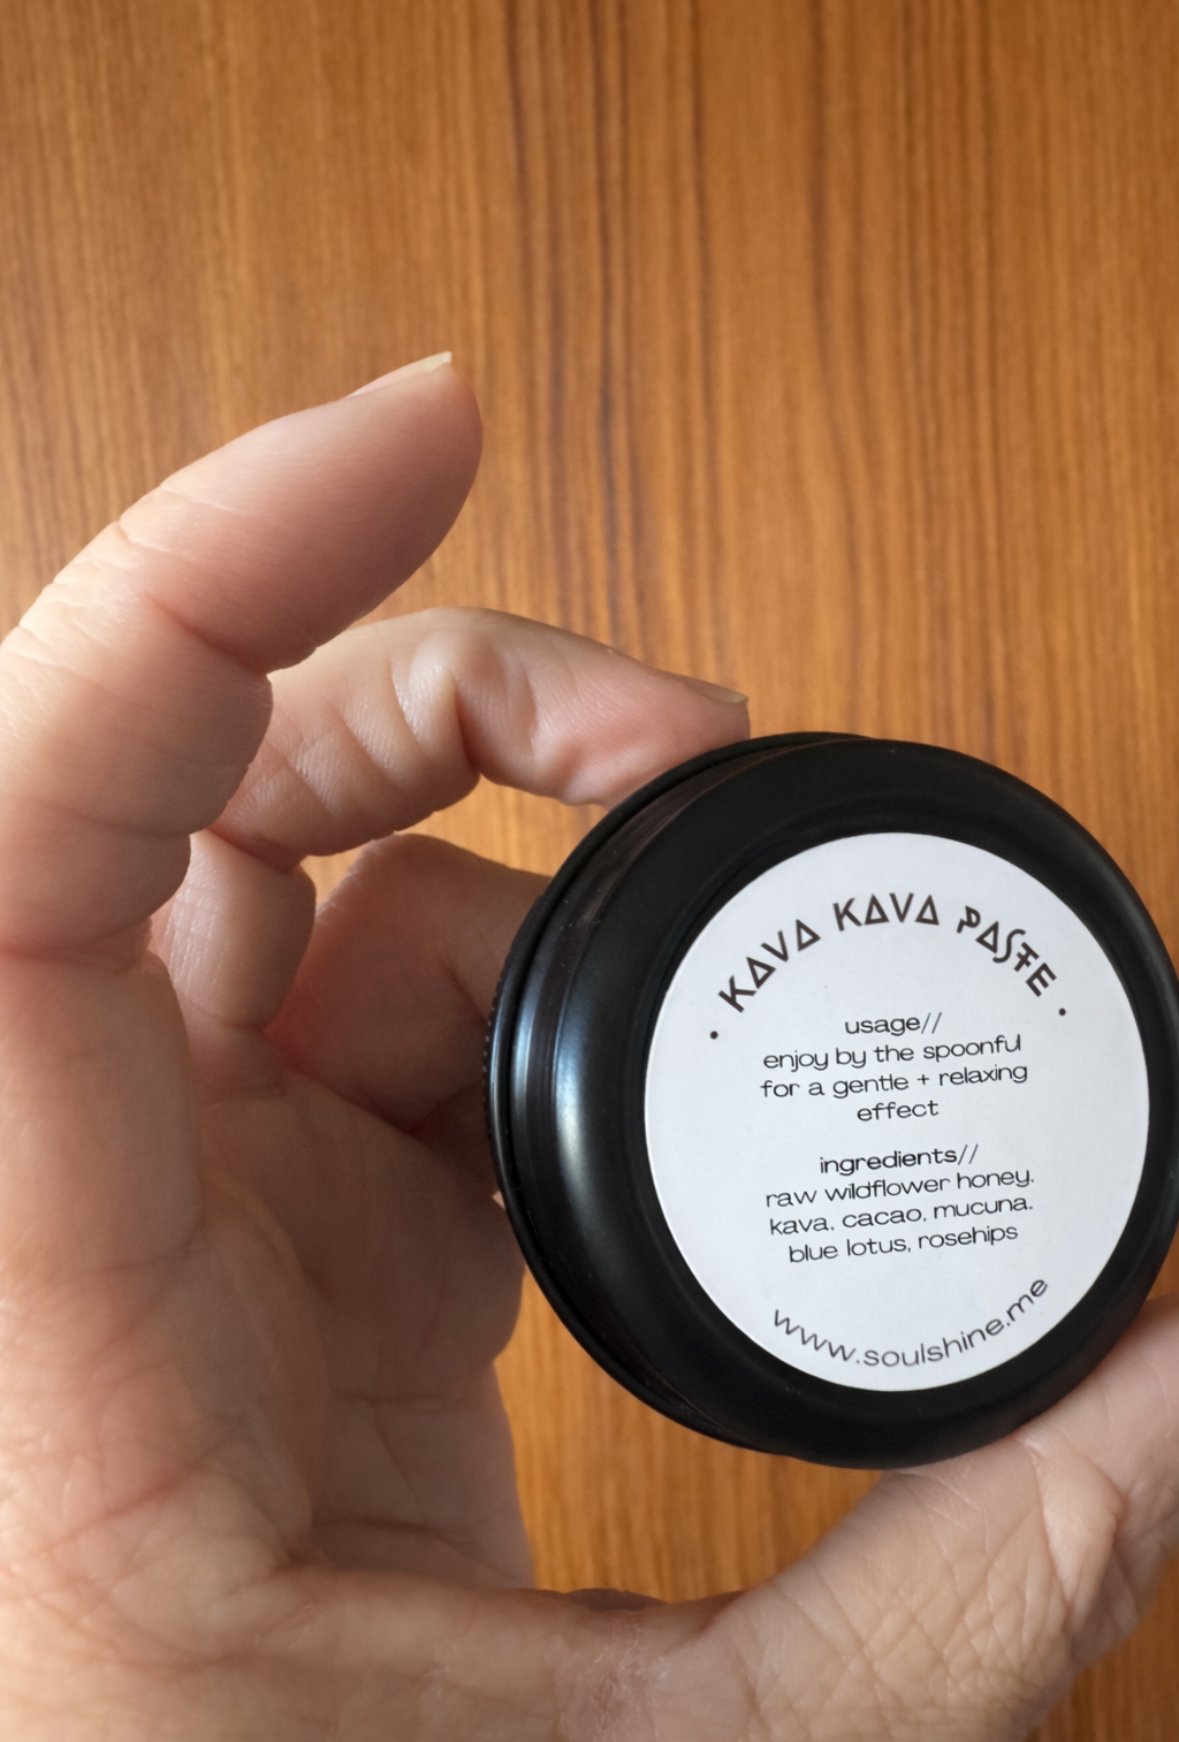 • KAVA KAVA PASTE •
usage//
enjoy by the spoonful
for a gentle + relaxing
effect
ingredients//
raw wildflower honey,
kava, cacao, mucuna,
blue lotus, rosehips
www.soulshine.me